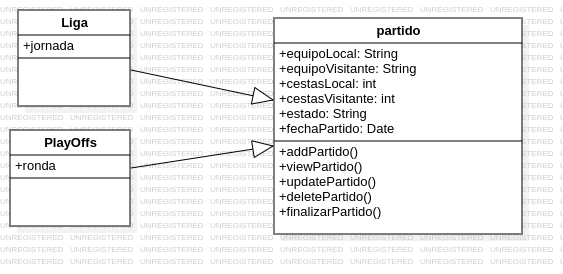 Liga
+jornada
PlayOffs
+ronda
partido
+equipoLocal: String
+equipoVisitante: String
+cestasLocal: int
+cestasVisitante: int
+estado: String
+fechaPartido: Date
+addPartido()
+viewPartido()
+updatePartido()
+deletePartido()
+finalizarPartido()
UNREGISTERED